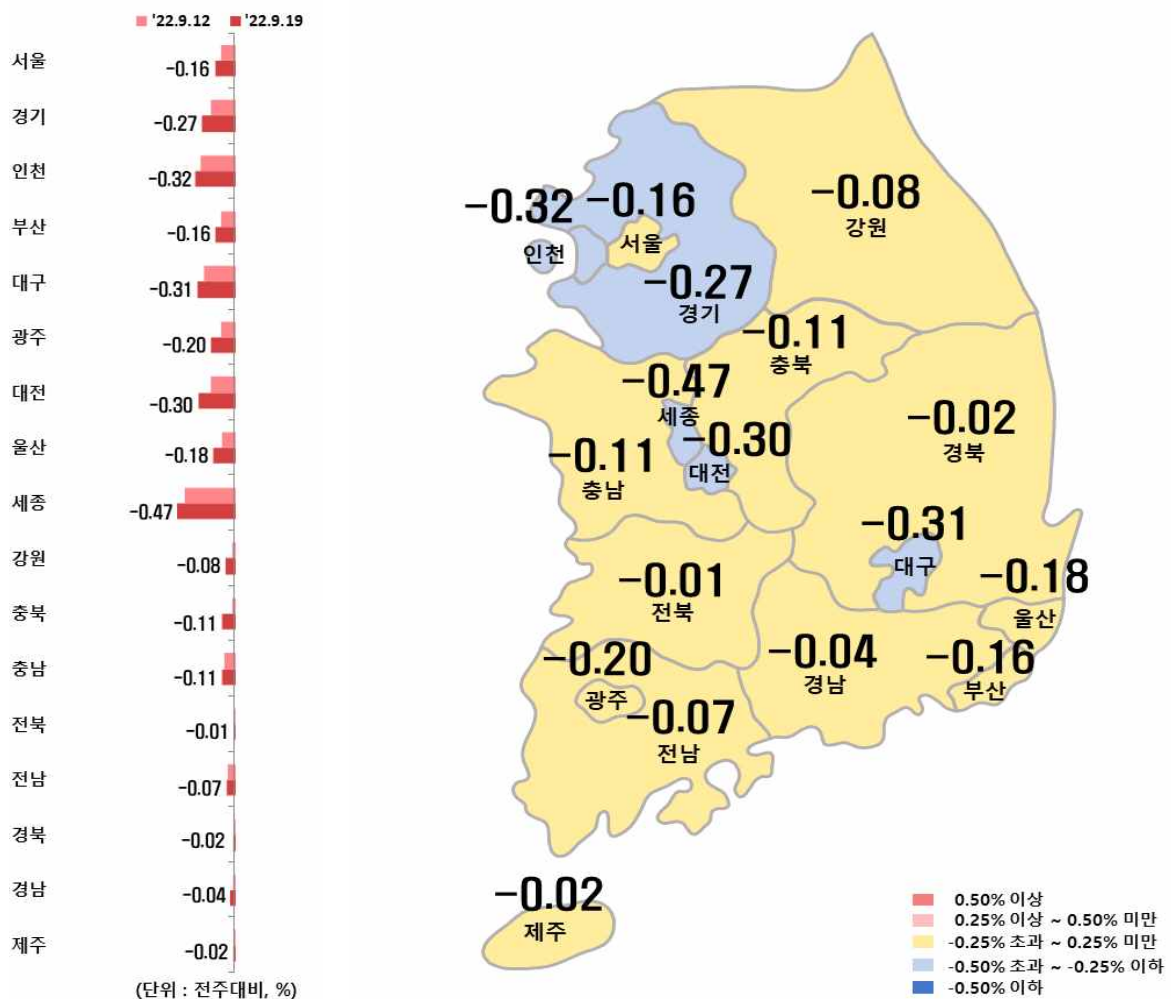 '22.9.12 '22.9.19
서울 -0.16
경기 -0.27
인천 -0.32
부산 -0.16
대구 -0.31
광주 -0.20
대전 -0.30
울산 -0.18
세종 -0.47
강원 -0.08
충북 -0.11
충남 -0.11
전북 -0.01
전남 -0.07
경북 -0.02
경남 -0.04
제주 -0.02
(단위 : 전주대비, %)
-0.08
강원
-0.32
인천
-0.16
서울
-0.27
경기
-0.11
충북
-0.47
세종
-0.30
대전
-0.11
충남
-0.02
경북
-0.31
대구
-0.18
울산
-0.01
전북
-0.04
경남
-0.16
부산
-0.20
광주
-0.07
전남
-0.02
제주
0.50% 이상
0.25% 이상 ~ 0.50% 미만
-0.25% 초과 ~ 0.25% 미만
-0.50% 초과 ~ -0.25% 이하
-0.50% 이하